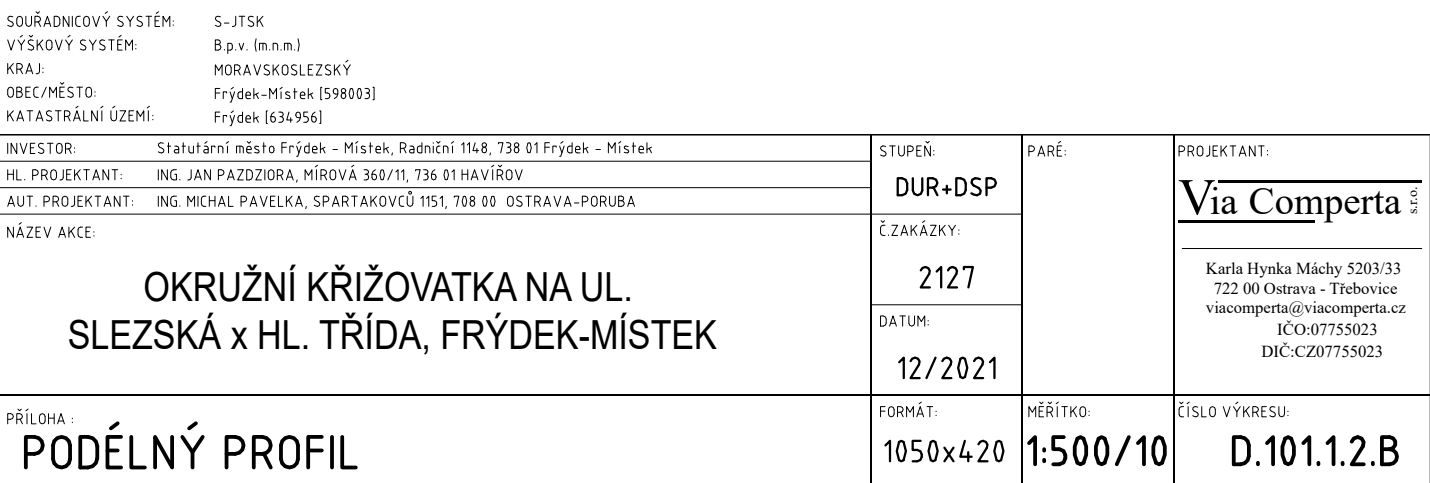 SOUŘADNICOVÝ SYSTÉM: S-JTSK
VÝŠKOVÝ SYSTÉM: B.p.v. (m.n.m.)
KRAJ: MORAVSKOSLEZSKÝ
OBEC/MĚSTO: Frýdek-Místek [598003]
KATASTRÁLNÍ ÚZEMÍ: Frýdek [634956]
INVESTOR: Statutární město Frýdek - Místek, Radniční 1148, 738 01 Frýdek - Místek
HL. PROJEKTANT: ING. JAN PAZDZIORA, MÍROVÁ 360/11, 736 01 HAVÍŘOV
AUT. PROJEKTANT: ING. MICHAL PAVELKA, SPARTAKOVCŮ 1151, 708 00 OSTRAVA-PORUBA
NÁZEV AKCE:
OKRUŽNÍ KŘIŽOVATKA NA UL.
SLEZSKÁ x HL. TŘÍDA, FRÝDEK-MÍSTEK
STUPEŇ:
DUR+DSP
Č.ZAKÁZKY:
2127
DATUM:
12/2021
PARÉ:
PROJEKTANT:
Via Comperta s.r.o.
Karla Hynka Máchy 5203/33
722 00 Ostrava - Třebovice
viacomperta@viacomperta.cz
IČO:07755023
DIČ:CZ07755023
PŘÍLOHA :
PODÉLNÝ PROFIL
FORMÁT:
1050x420
MĚŘÍTKO:
1:500/10
ČÍSLO VÝKRESU:
D.101.1.2.B